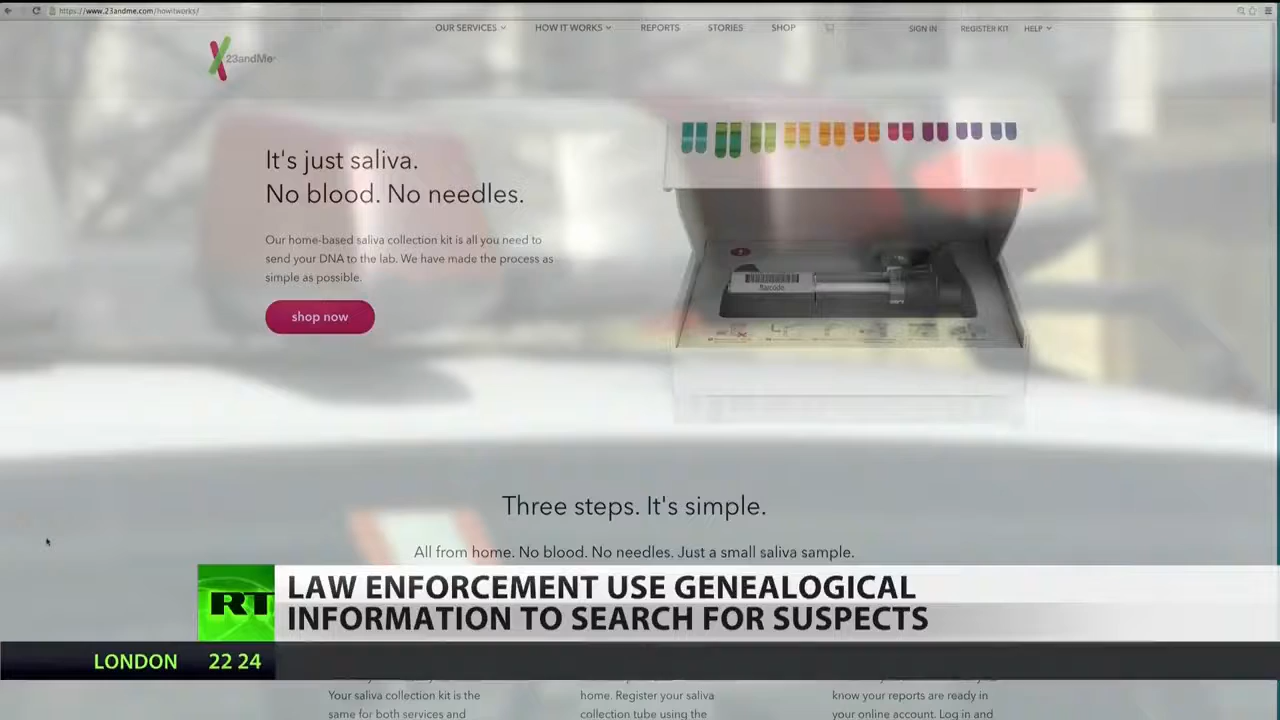 https://www.23andme.com/howitworks/
OUR SERVICES HOW IT WORKS REPORTS STORIES SHOP SIGN IN REGISTER KIT HELP
23andMe
It's just saliva.
No blood. No needles.
Our home-based saliva collection kit is all you need to
send your DNA to the lab. We have made the process as
simple as possible.
shop now
Barcode
Three steps. It's simple.
All from home. No blood. No needles. Just a small saliva sample.
RT
LAW ENFORCEMENT USE GENEALOGICAL
INFORMATION TO SEARCH FOR SUSPECTS
LONDON 22 24
Your saliva collection kit is the
same for both services and
home. Register your saliva
collection tube using the
know your reports are ready in
your online account. Log in and